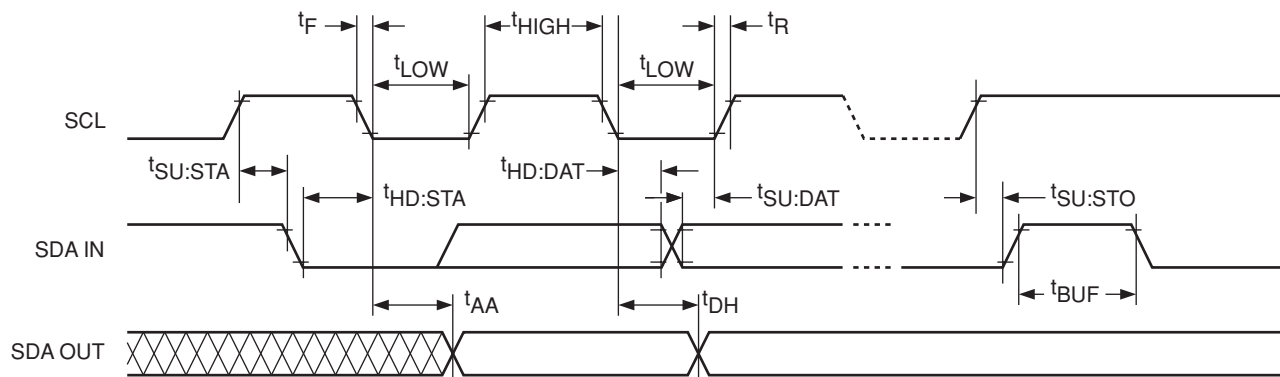 tF
tHIGH
tR
tLOW
tLOW
SCL
tSU:STA
tHD:STA
tHD:DAT
tSU:DAT
tSU:STO
SDA IN
tBUF
tAA
tDH
SDA OUT